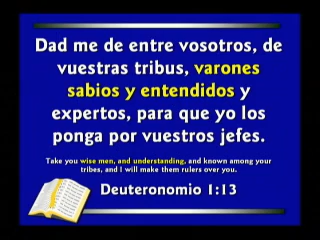 Dad me de entre vosotros, de
vuestras tribus, varones
sabios y entendidos y
expertos, para que yo los
ponga por vuestros jefes.
Take you wise men, and understanding, and known among your
tribes, and I will make them rulers over you.
Deuteronomio 1:13